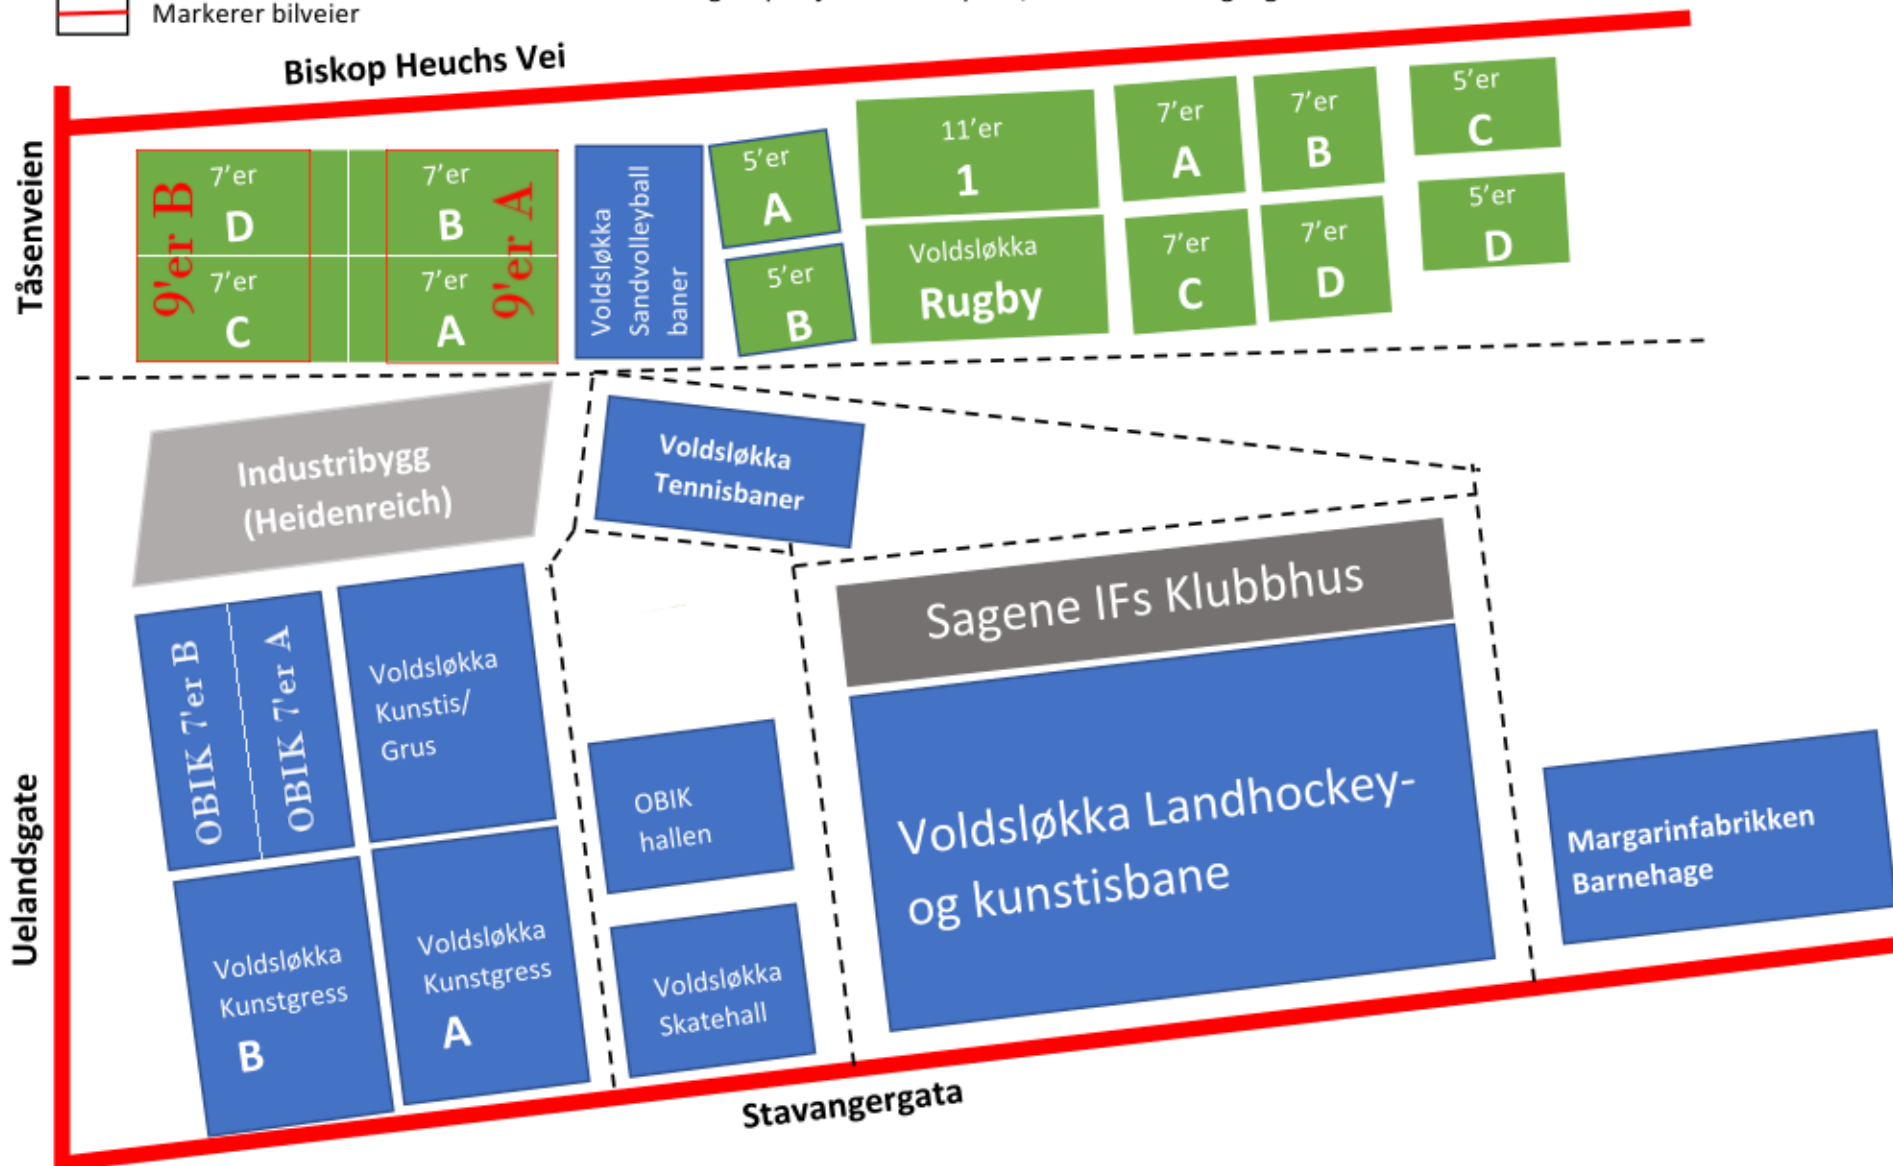 Markerer bilveier
Biskop Heuchs Vei
Tåsenveien
9'er B
7'er
D
7'er
B
9'er A
7'er
C
7'er
A
Voldsløkka
Sandvolleyball
baner
5'er
A
5'er
B
11'er
1
Voldsløkka
Rugby
7'er
A
7'er
B
7'er
C
7'er
D
5'er
C
5'er
D
Industribygg
(Heidenreich)
Voldsløkka
Tennisbaner
Sagene IFs Klubbhus
Uelandsgate
OBIK 7'er B
OBIK 7'er A
Voldsløkka
Kunstis/
Grus
OBIK
hallen
Voldsløkka Landhockey-
og kunstisbane
Margarinfabrikken
Barnehage
Voldsløkka
Kunstgress
B
Voldsløkka
Kunstgress
A
Voldsløkka
Skatehall
Stavangergata